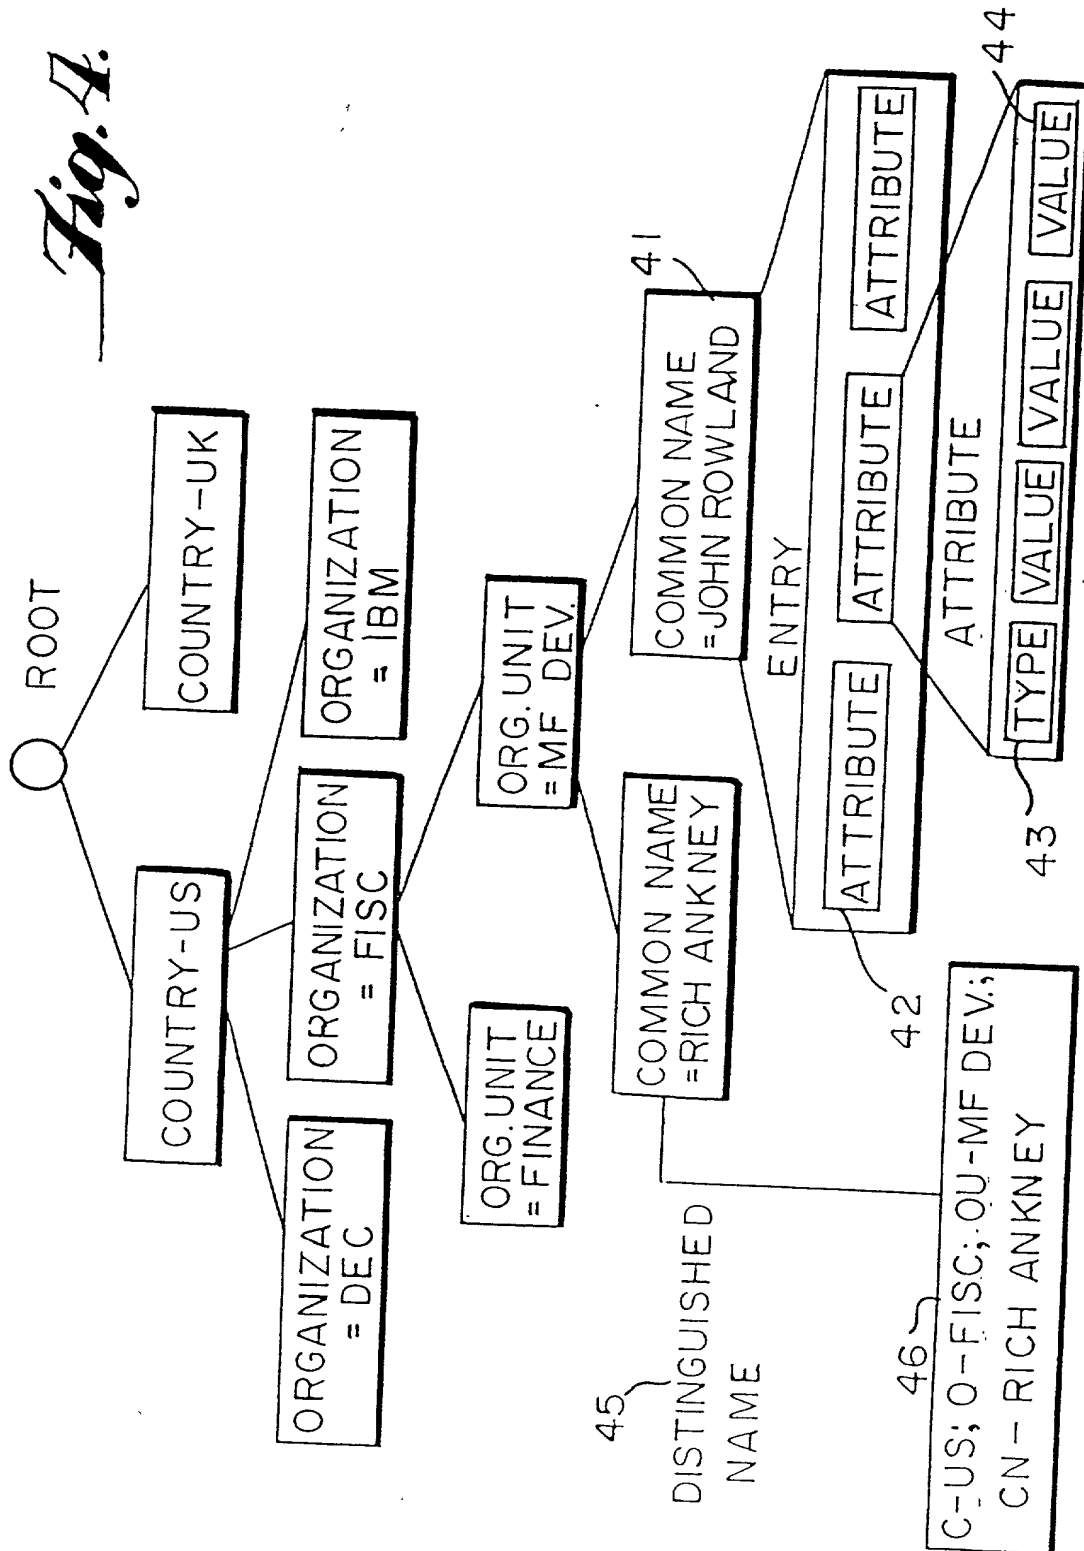 Fig. 4.
ROOT
COUNTRY-US
COUNTRY-UK
ORGANIZATION
= DEC
ORGANIZATION
= FISC
ORGANIZATION
= IBM
ORG. UNIT
= FINANCE
ORG. UNIT
=MF DEV.
COMMON NAME
=RICH ANKNEY
COMMON NAME
=JOHN ROWLAND
41
45
DISTINGUISHED
NAME
ENTRY
ATTRIBUTE
ATTRIBUTE
ATTRIBUTE
42
46
C-US; O-FISC; OU-MF DEV.;
CN- RICH ANKNEY
ATTRIBUTE
43
TYPE
VALUE
VALUE
VALUE
44